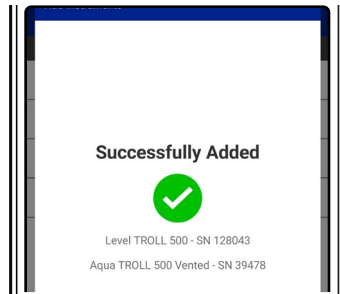 Successfully Added
Level TROLL 500 - SN 128043
Aqua TROLL 500 Vented - SN 39478